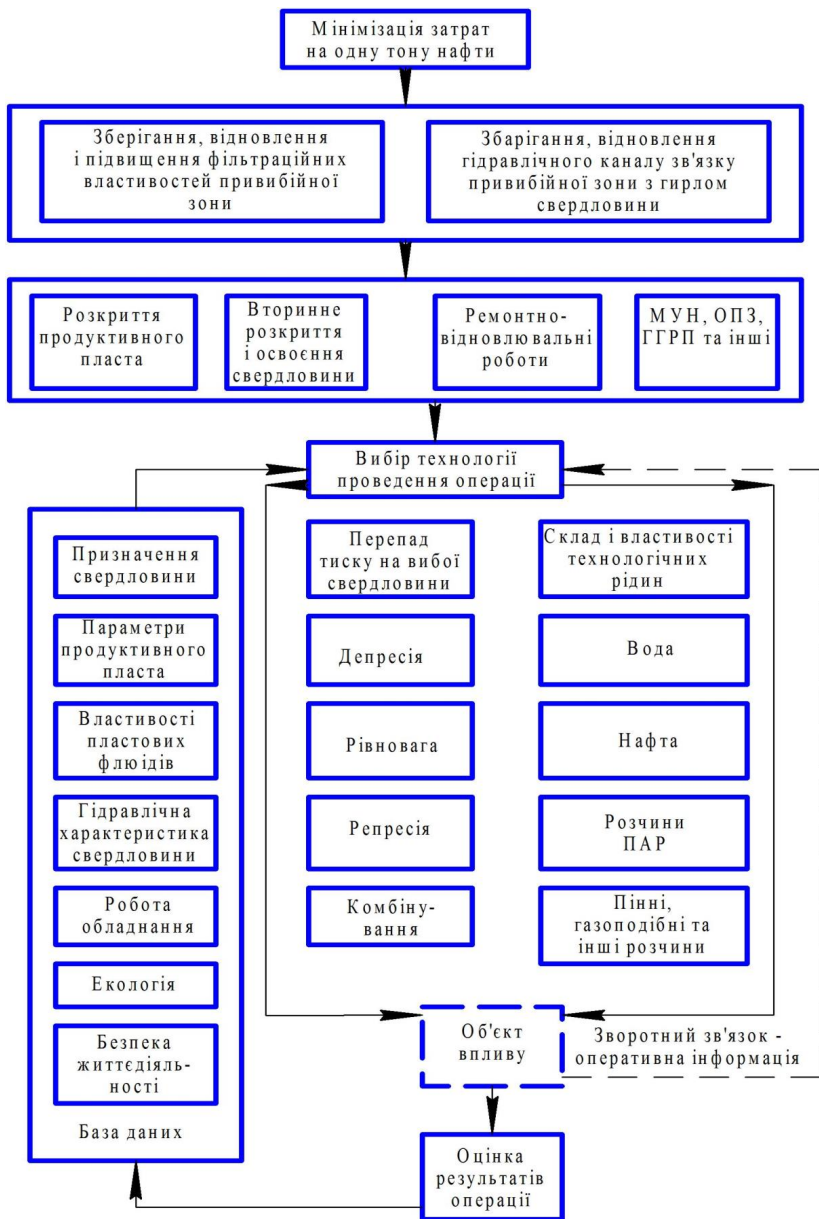 Мінімізація затрат
на одну тону нафти
Зберігання, відновлення
і підвищення фільтраційних
властивостей привибійної
зони
Збарігання, відновлення
гідравлічного каналу зв'язку
привибійної зони з гирлом
свердловини
Розкриття
продуктивного
пласта
Вторинне
розкриття
і освоєння
свердловини
Ремонтно-
відновлювальні
роботи
МУН, ОПЗ,
ГГРП та інші
Вибір технології
проведення операції
Призначення
свердловини
Параметри
продуктивного
пласта
Властивості
пластових
флюїдів
Гідравлічна
характеристика
свердловини
Робота
обладнання
Екологія
Безпека
життєдіяль-
ності
База даних
Перепад
тиску на вибої
свердловини
Депресія
Рівновага
Репресія
Комбіну-
вання
Склад і властивості
технологічних
рідин
Вода
Нафта
Розчини
ПАР
Пінні,
газоподібні та
інші розчини
Об'єкт
впливу
Зворотний зв'язок -
оперативна інформація
Оцінка
результатів
операції